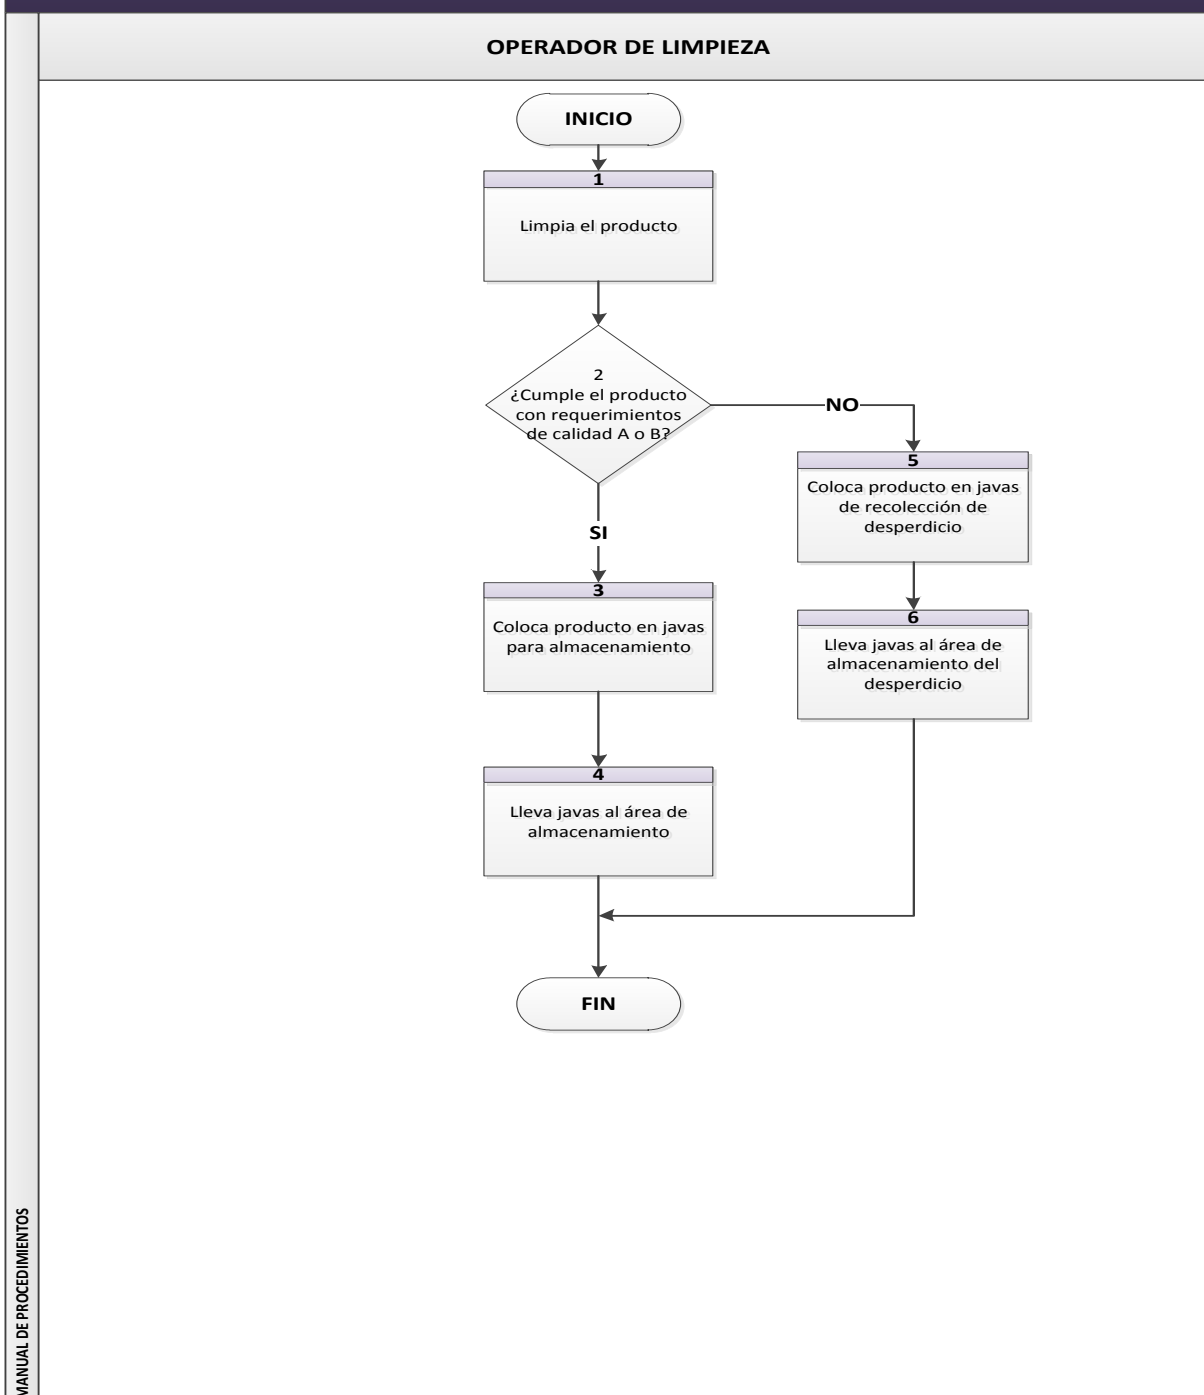 OPERADOR DE LIMPIEZA
INICIO
1
Limpia el producto
2
¿Cumple el producto
con requerimientos
de calidad A o B?
NO
SI
5
Coloca producto en javas
de recolección de
desperdicio
3
Coloca producto en javas
para almacenamiento
6
Lleva javas al área de
almacenamiento del
desperdicio
4
Lleva javas al área de
almacenamiento
FIN
MANUAL DE PROCEDIMIENTOS